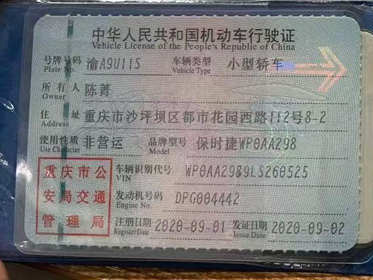 中华人民共和国机动车行驶证
Vehicle License of the People's Republic of China
号牌号码 渝A9U11S 车辆类型 小型轿车
Plate No. Vehicle Type
所有人 陈菁
Owner
住址 重庆市沙坪坝区都市花园西路112号8-2
Address
使用性质 非营运 品牌型号 保时捷WP0AA298
Use Character Model
重庆市公
安局交通
管理局
车辆识别代号 WP0AA29B9LS260525
VIN
发动机号码 DPG004442
Engine No.
注册日期 2020-09-01 发证日期 2020-09-02
Register Date Issue Date